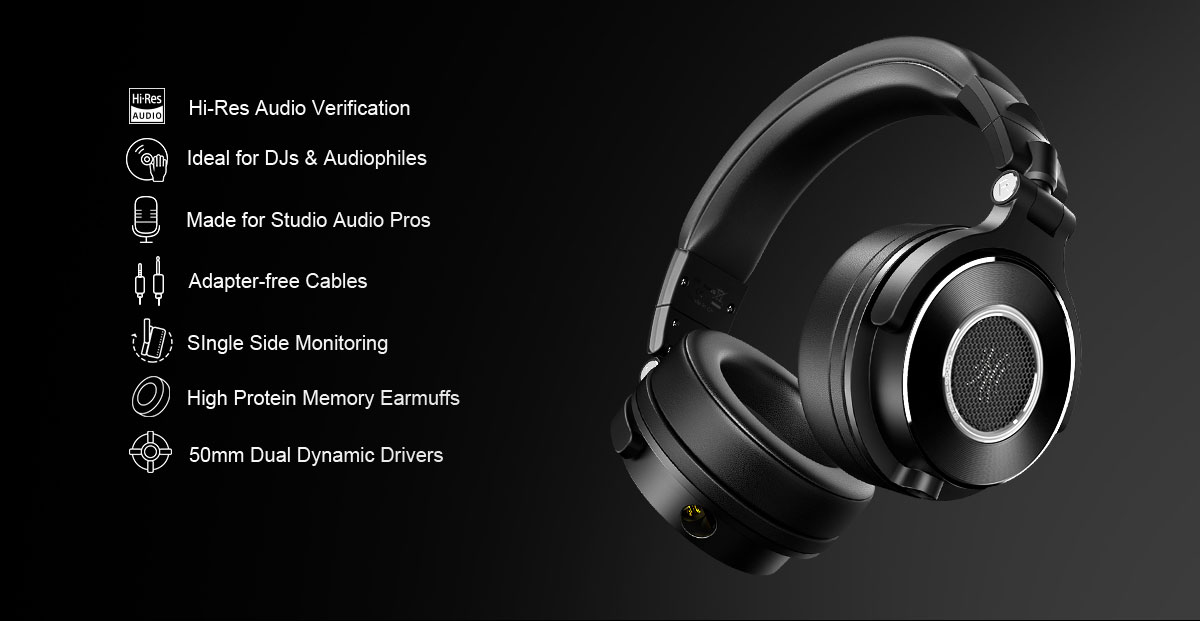 Hi-Res
AUDIO
Hi-Res Audio Verification
Ideal for DJs & Audiophiles
Made for Studio Audio Pros
Adapter-free Cables
SIngle Side Monitoring
High Protein Memory Earmuffs
50mm Dual Dynamic Drivers